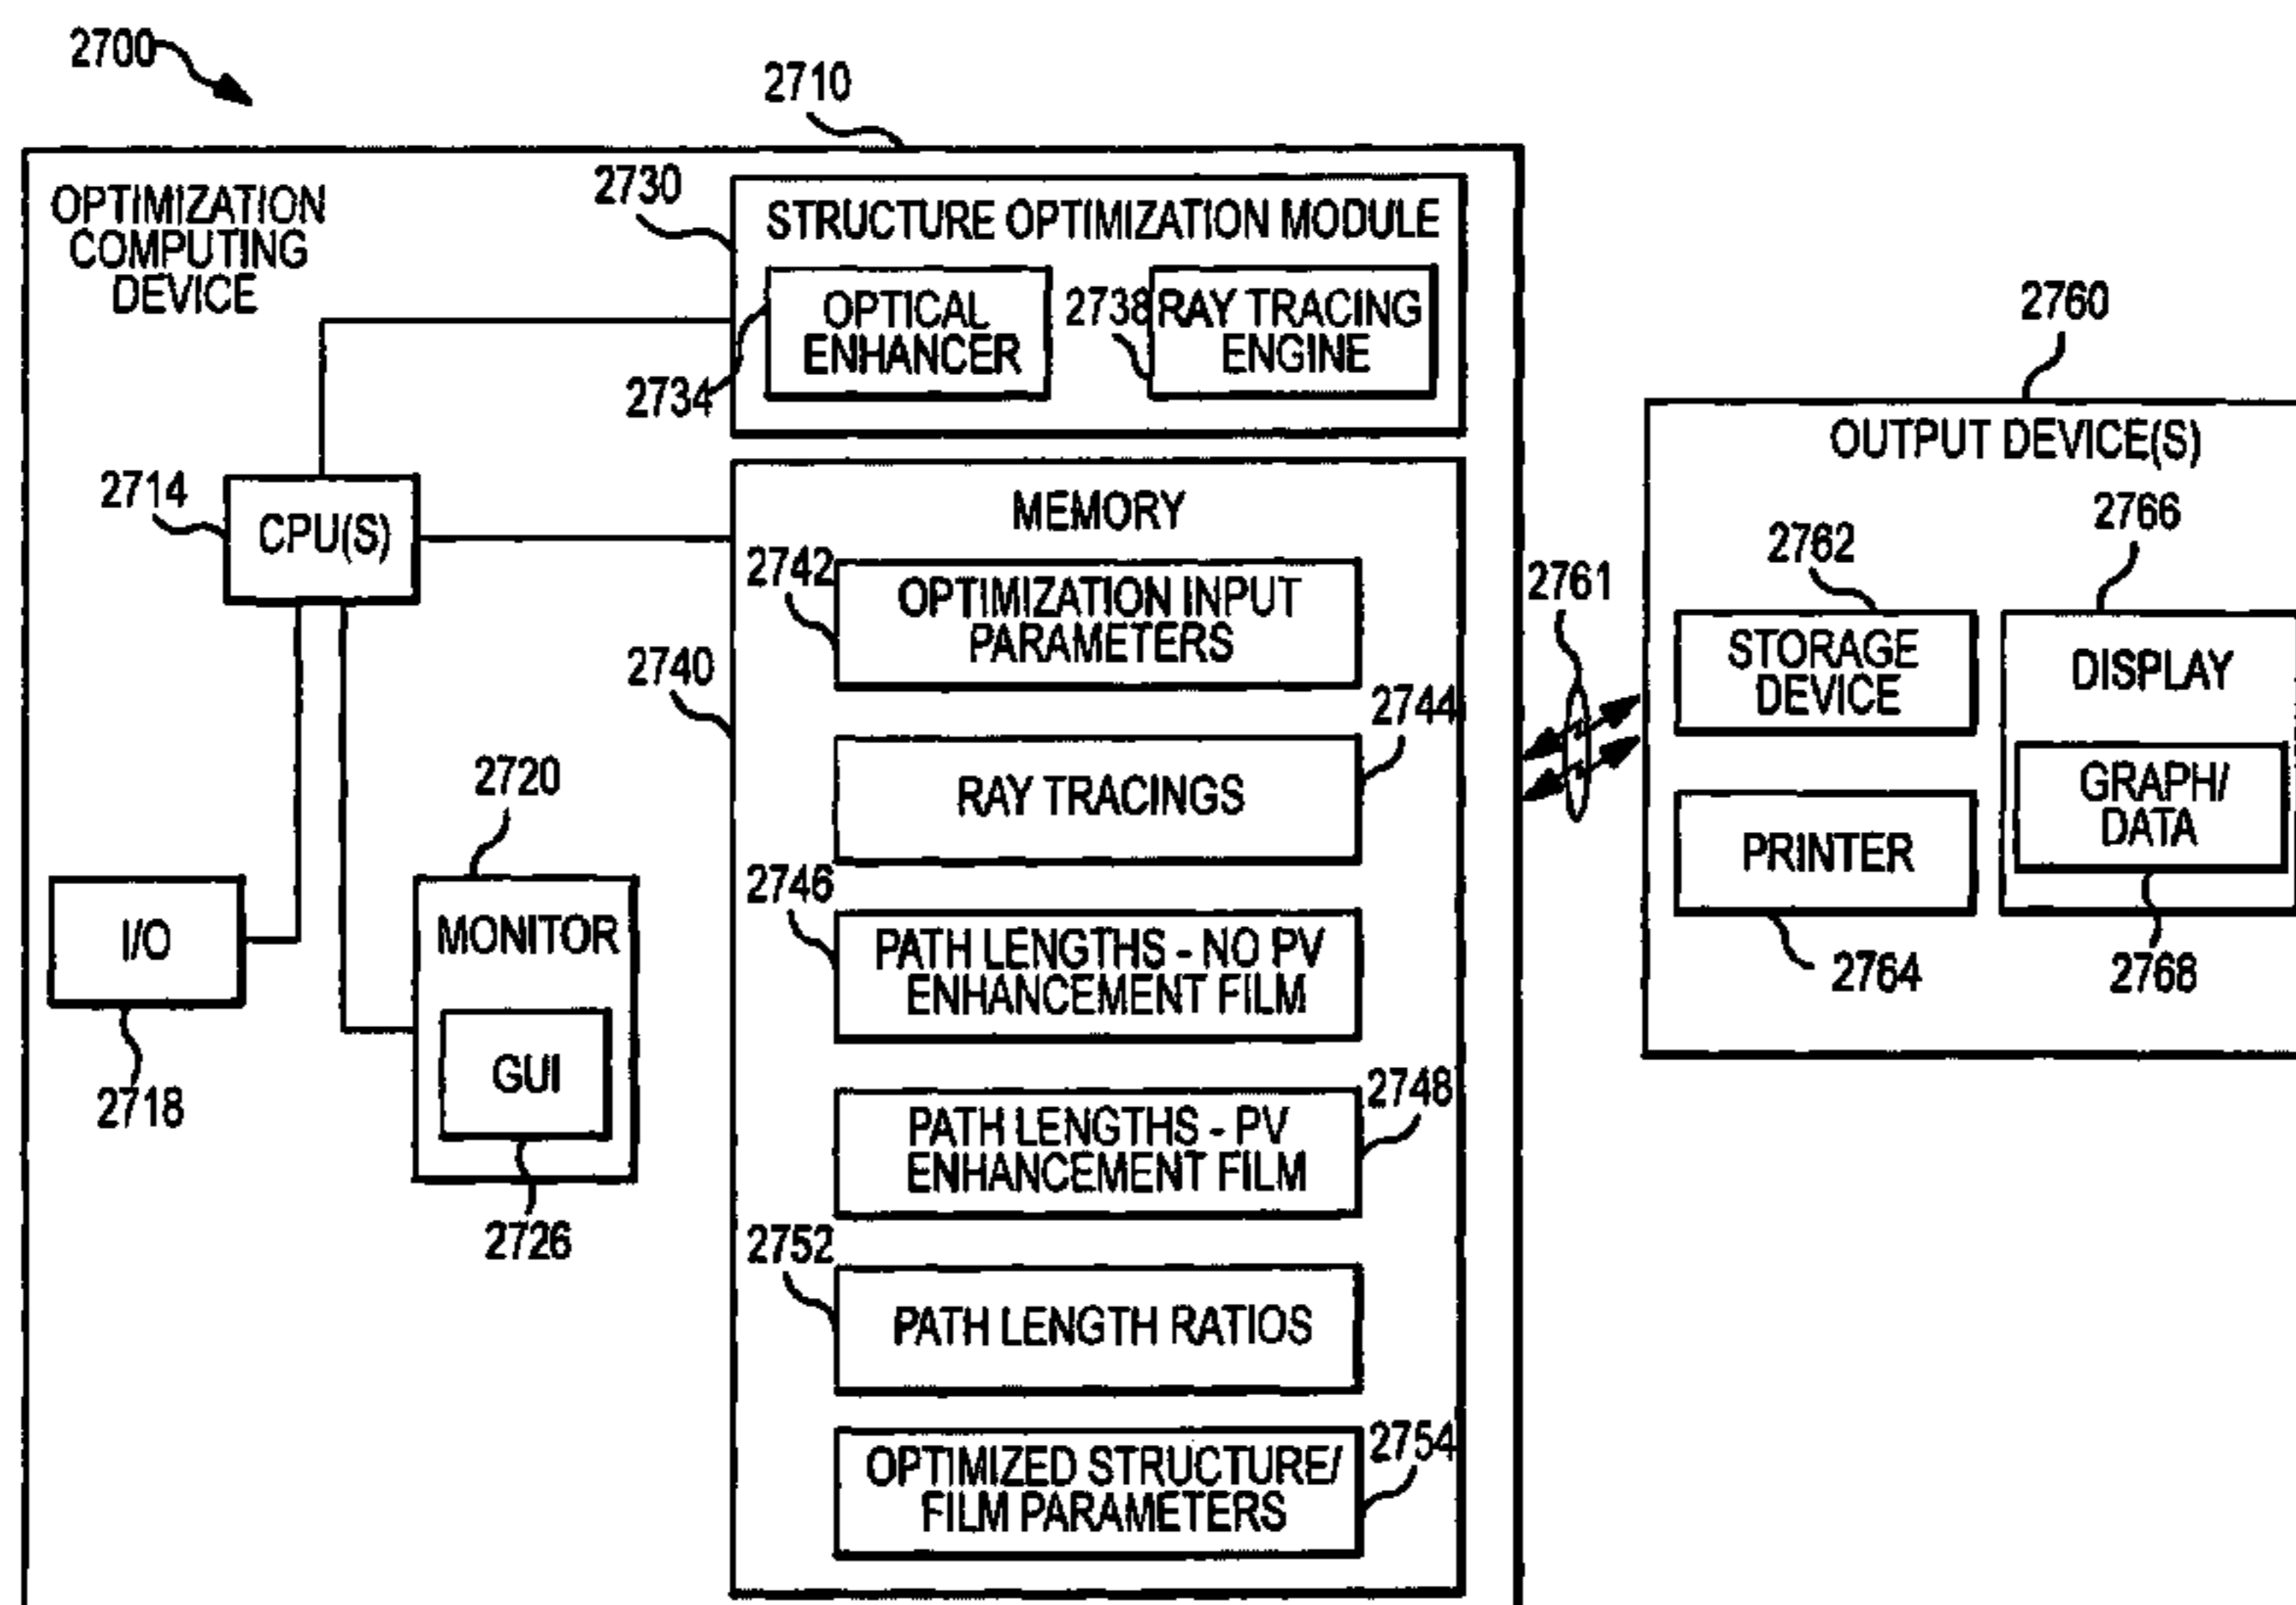 2700
2710
OPTIMIZATION
COMPUTING
DEVICE
2730
STRUCTURE OPTIMIZATION MODULE
OPTICAL
ENHANCER
2734
2738
RAY TRACING
ENGINE
2714
CPU(S)
MEMORY
2742
OPTIMIZATION INPUT
PARAMETERS
2740
2744
RAY TRACINGS
2720
MONITOR
GUI
2726
I/O
2718
2746
PATH LENGTHS - NO PV
ENHANCEMENT FILM
2748
PATH LENGTHS - PV
ENHANCEMENT FILM
2752
PATH LENGTH RATIOS
2754
OPTIMIZED STRUCTURE/
FILM PARAMETERS
2761
2760
OUTPUT DEVICE(S)
2762
STORAGE
DEVICE
2766
DISPLAY
GRAPH/
DATA
PRINTER
2764
2768